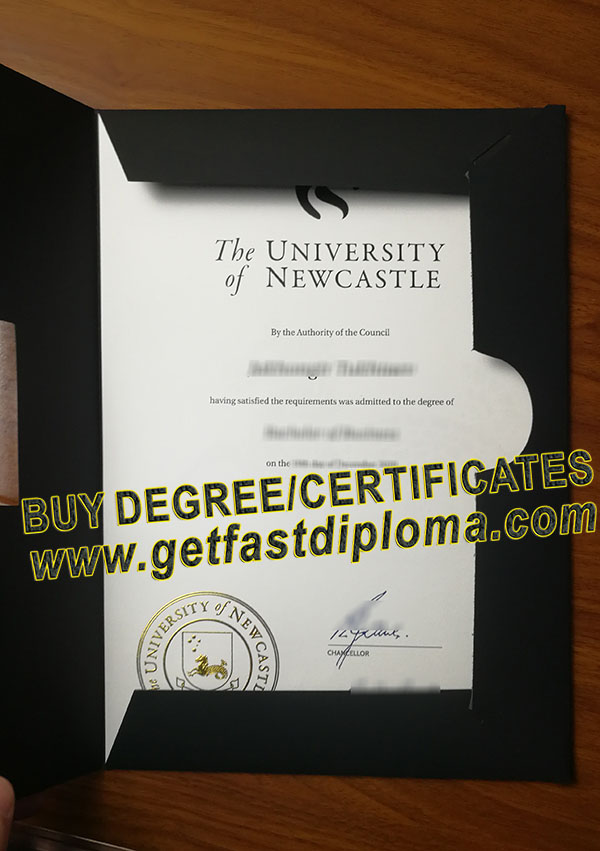 The UNIVERSITY
of NEWCASTLE
By the Authority of the Council
having satisfied the requirements was admitted to the degree of
on the
BUY DEGREE/CERTIFICATES
www.getfastdiploma.com
The UNIVERSITY of NEWCASTLE
CHANCELLOR